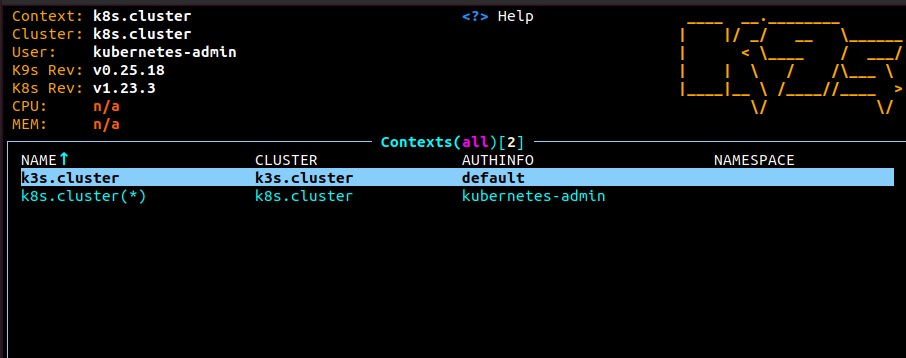 Context: k8s.cluster <?> Help
Cluster: k8s.cluster
User: kubernetes-admin
K9s Rev: v0.25.18
K8s Rev: v1.23.3
CPU: n/a
MEM: n/a
Contexts(all)[2]
NAME↑ CLUSTER AUTHINFO NAMESPACE
k3s.cluster k3s.cluster default
k8s.cluster(*) k8s.cluster kubernetes-admin